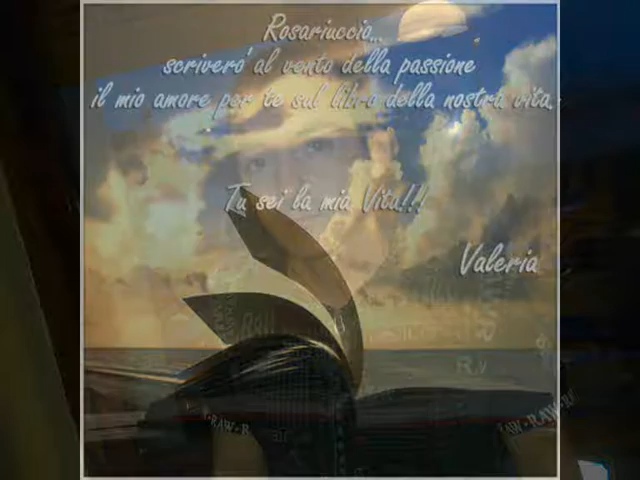 Rosariuccio...
scriverò al vento della passione
il mio amore per te sul libro della nostra vita.
Tu sei la mia Vita!!!
Valeria
R.v